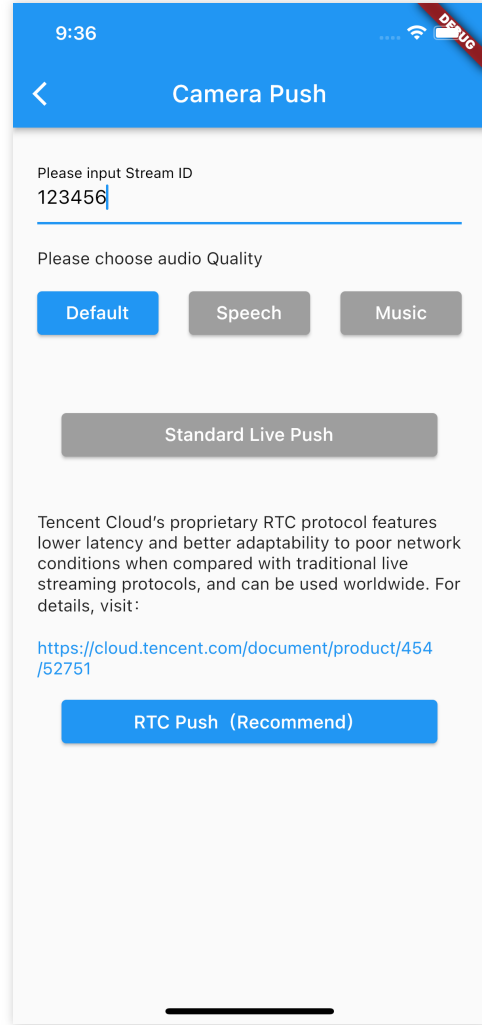 9:36
DEBUG
Camera Push
Please input Stream ID
123456
Please choose audio Quality
Default Speech Music
Standard Live Push
Tencent Cloud’s proprietary RTC protocol features
lower latency and better adaptability to poor network
conditions when compared with traditional live
streaming protocols, and can be used worldwide. For
details, visit：
https://cloud.tencent.com/document/product/454
/52751
RTC Push（Recommend）